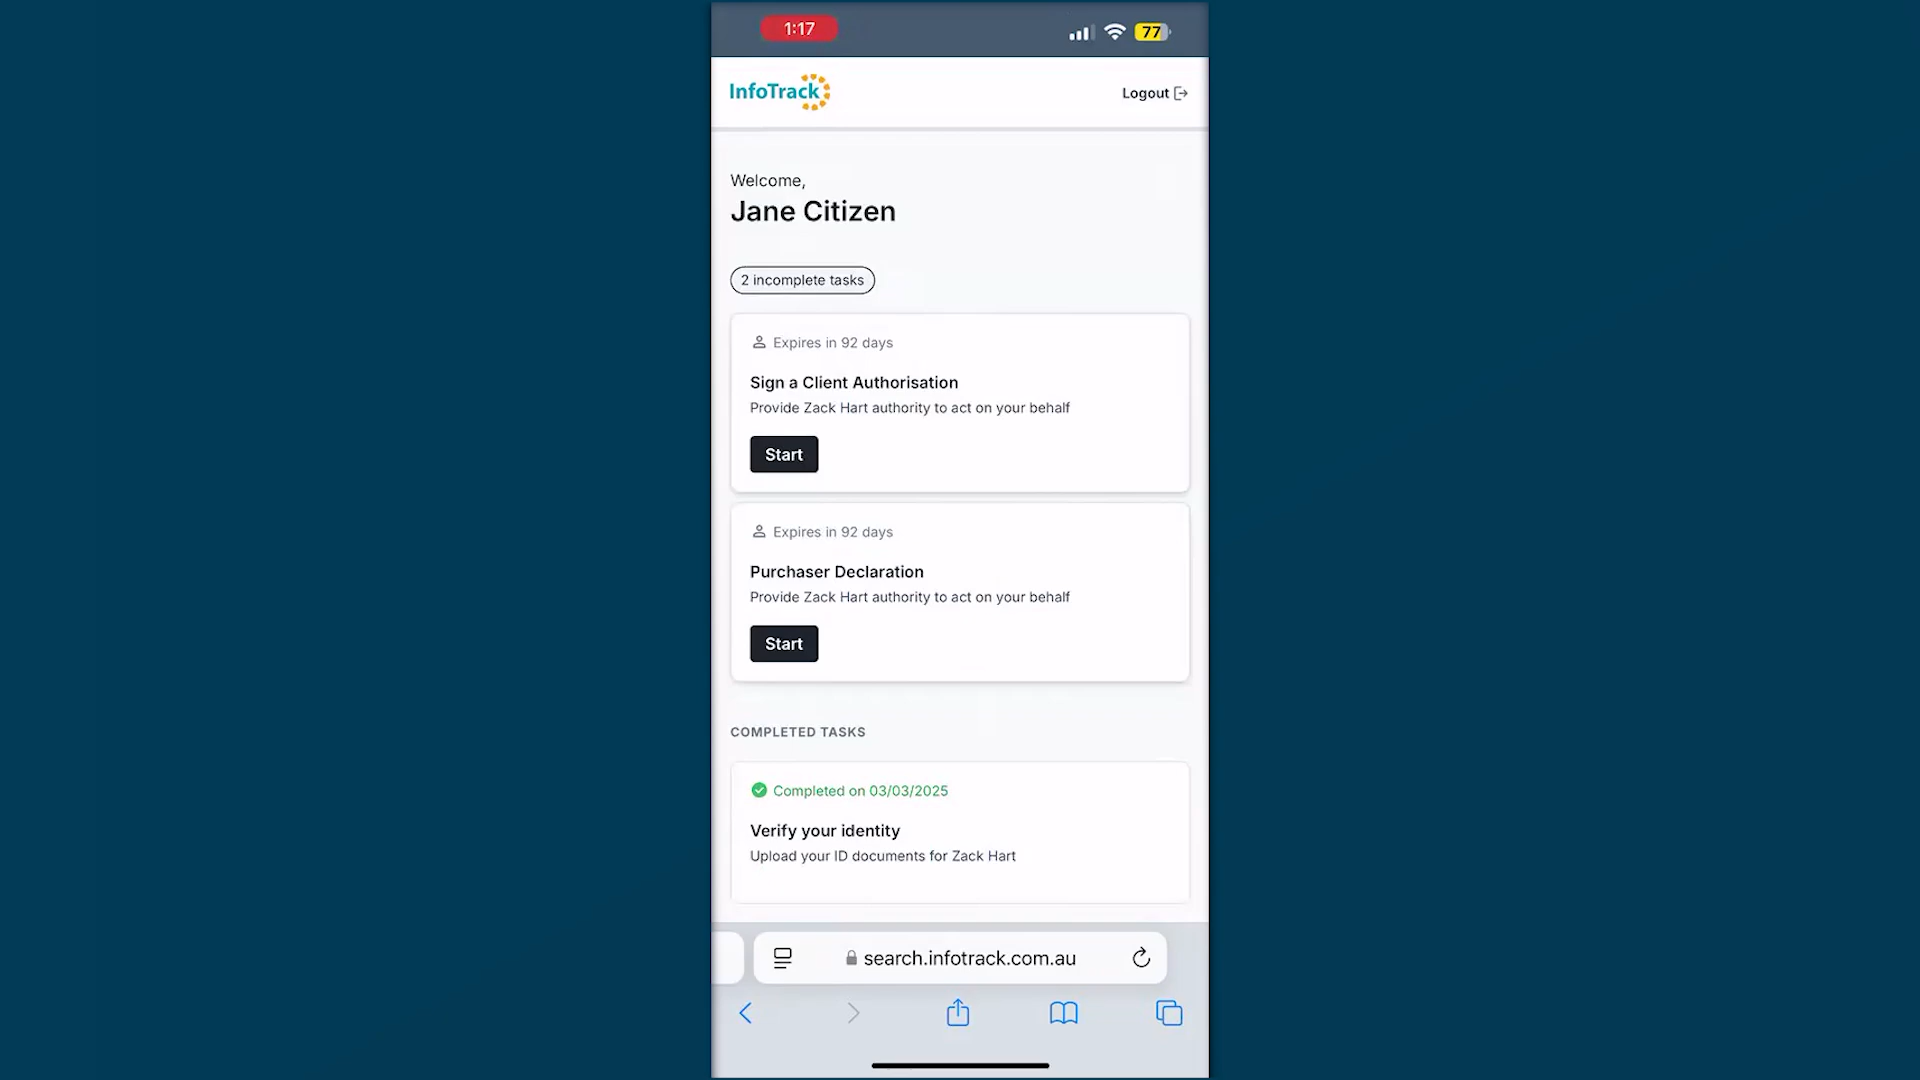 1:17
77
InfoTrack
Logout
Welcome,
Jane Citizen
2 incomplete tasks
Expires in 92 days
Sign a Client Authorisation
Provide Zack Hart authority to act on your behalf
Start
Expires in 92 days
Purchaser Declaration
Provide Zack Hart authority to act on your behalf
Start
COMPLETED TASKS
Completed on 03/03/2025
Verify your identity
Upload your ID documents for Zack Hart
search.infotrack.com.au